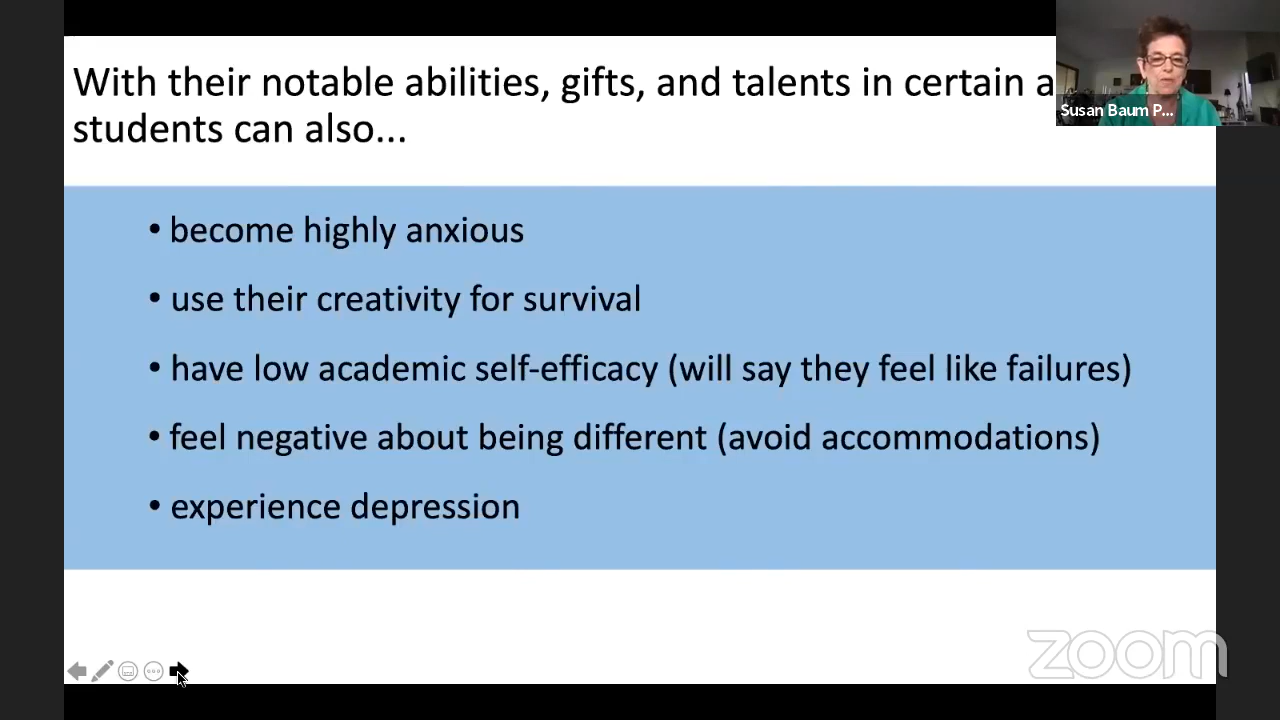 With their notable abilities, gifts, and talents in certain a
students can also...
Susan Baum P...
• become highly anxious
• use their creativity for survival
• have low academic self-efficacy (will say they feel like failures)
• feel negative about being different (avoid accommodations)
• experience depression
zoom